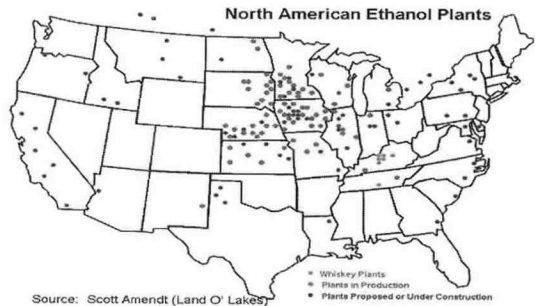 North American Ethanol Plants
Whiskey Plants
Plants in Production
Plants Proposed or Under Construction
Source: Scott Amendt (Land O' Lakes)